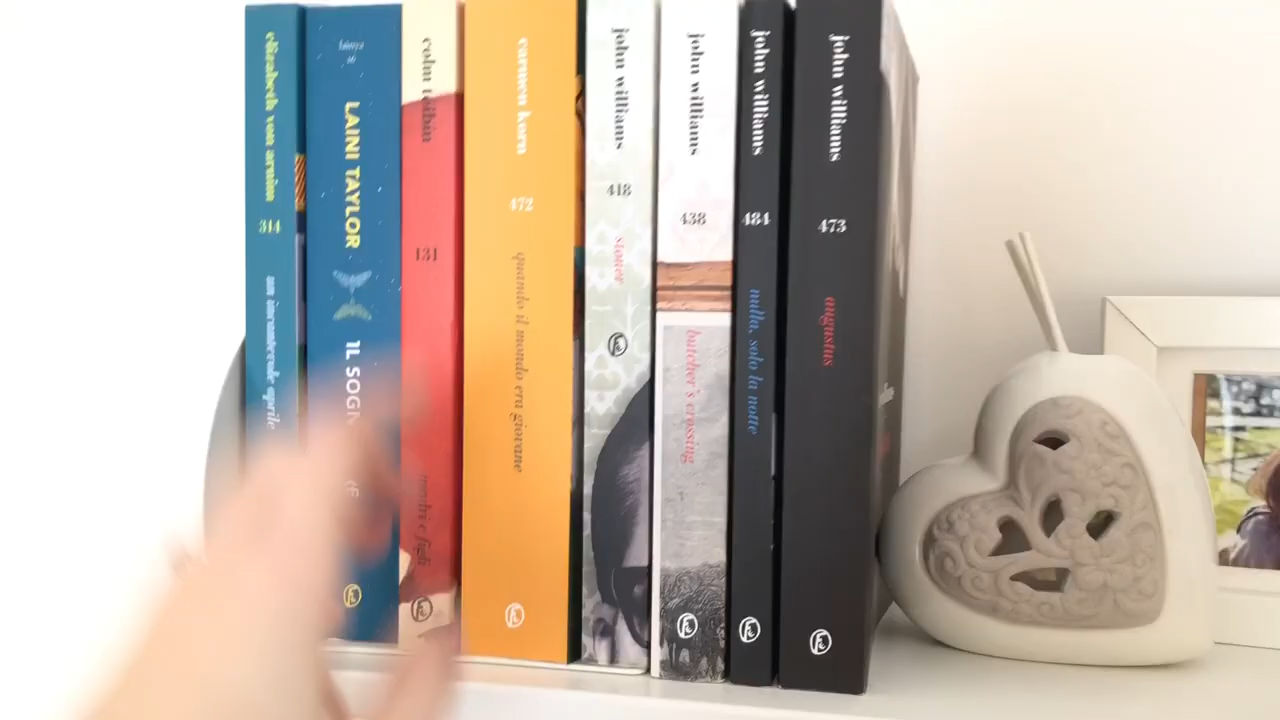 elizabeth von arnim
314
un incantevole aprile
LAINI TAYLOR
IL SOGN
colm tóibín
131
madri e figli
carmen korn
472
quando il mondo era giovane
john williams
418
stoner
john williams
438
butcher's crossing
john williams
484
nulla, solo la notte
john williams
473
augustus